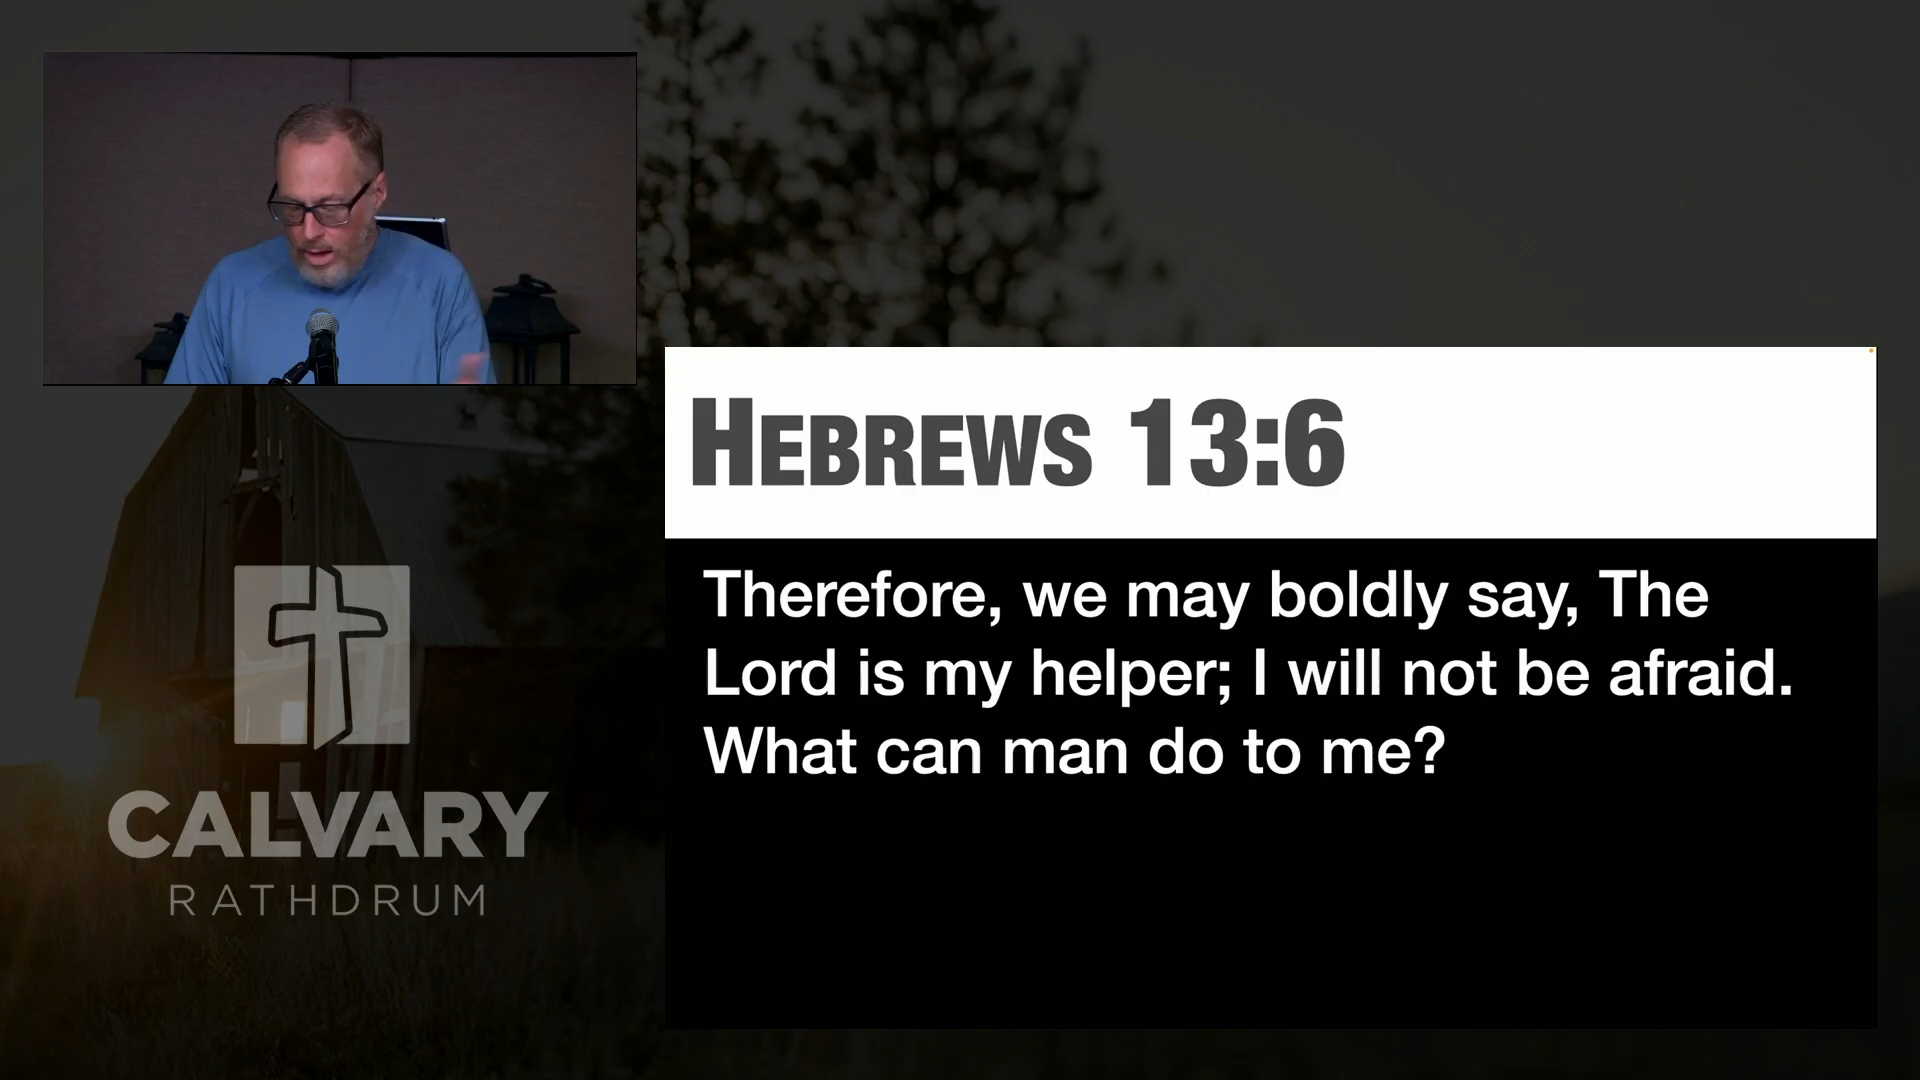 HEBREWS 13:6
Therefore, we may boldly say, The
Lord is my helper; I will not be afraid.
What can man do to me?
CALVARY
RATHDRUM